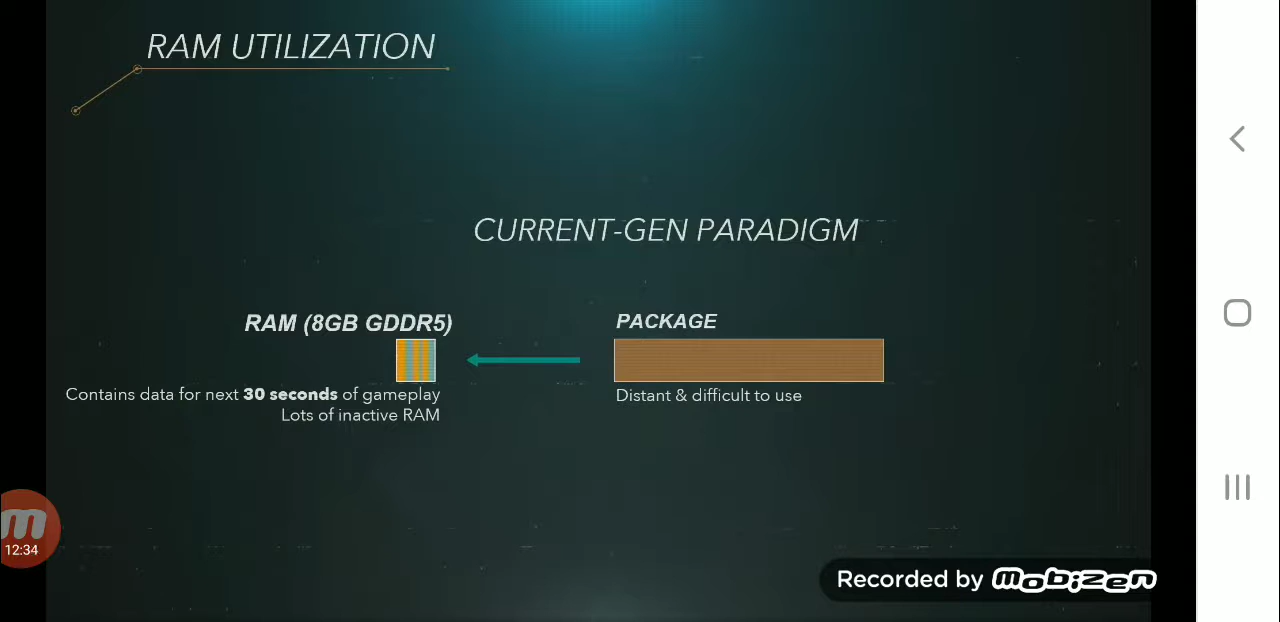 RAM UTILIZATION
CURRENT-GEN PARADIGM
RAM (8GB GDDR5)
Contains data for next 30 seconds of gameplay
Lots of inactive RAM
PACKAGE
Distant & difficult to use
12:34
Recorded by mobizen